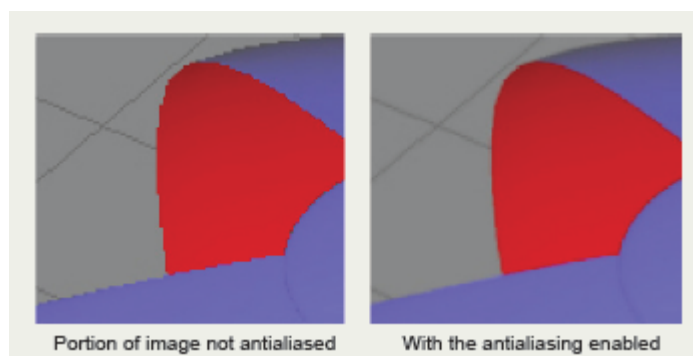 Portion of image not antialiased
With the antialiasing enabled